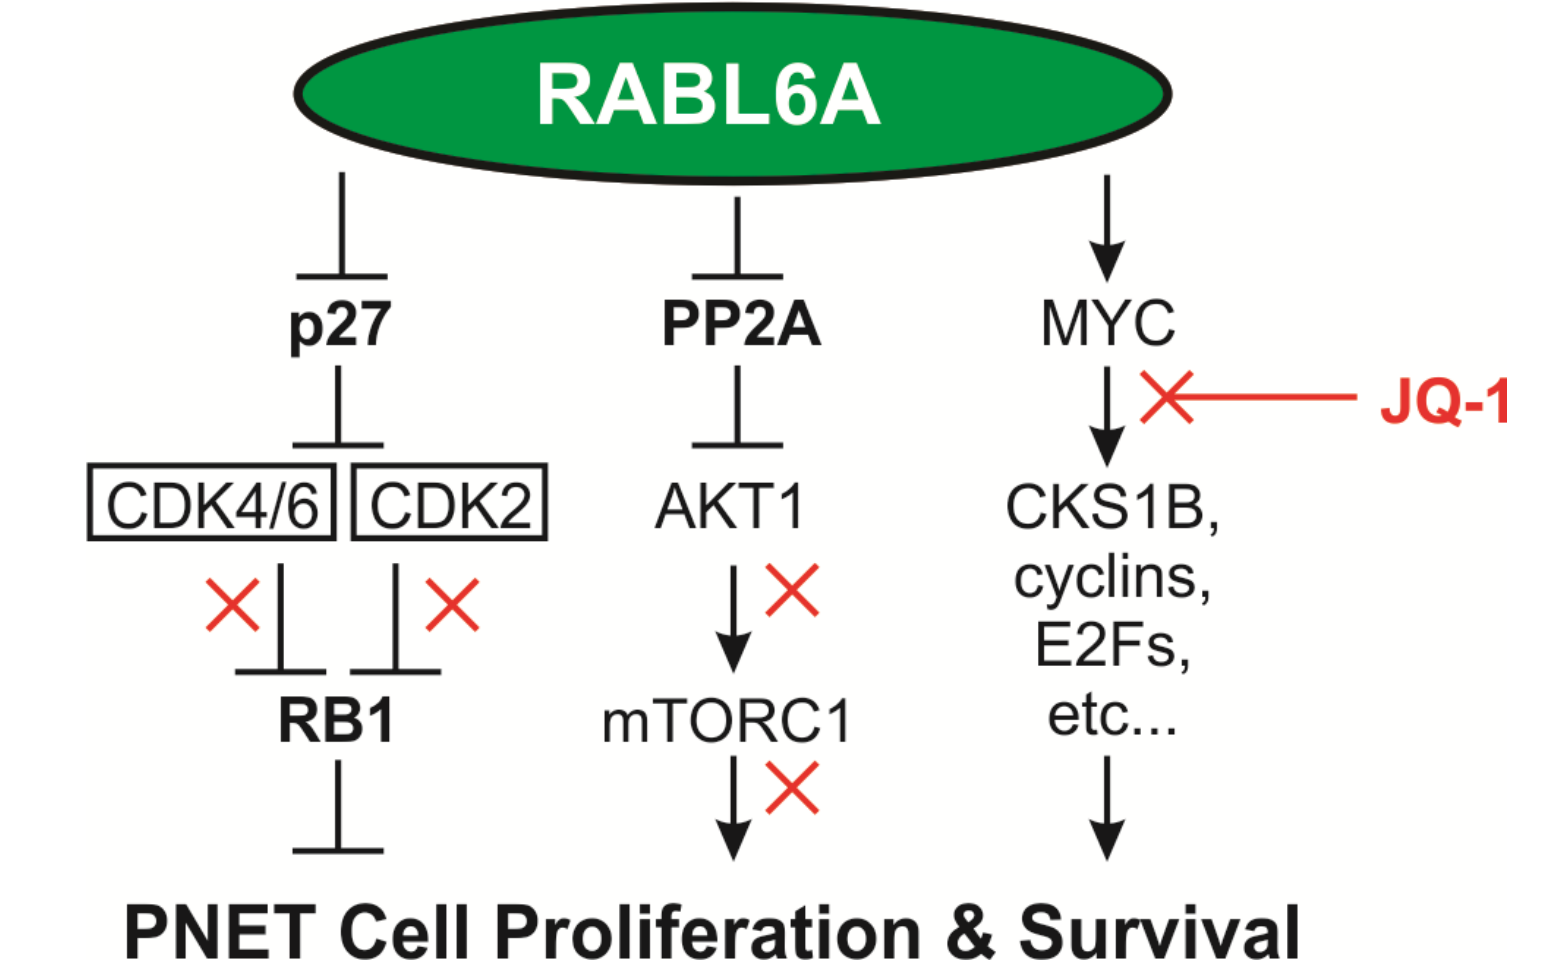 RABL6A
p27
PP2A
MYC
JQ-1
CDK4/6
CDK2
AKT1
CKS1B,
cyclins,
E2Fs,
etc...
RB1
mTORC1
PNET Cell Proliferation & Survival